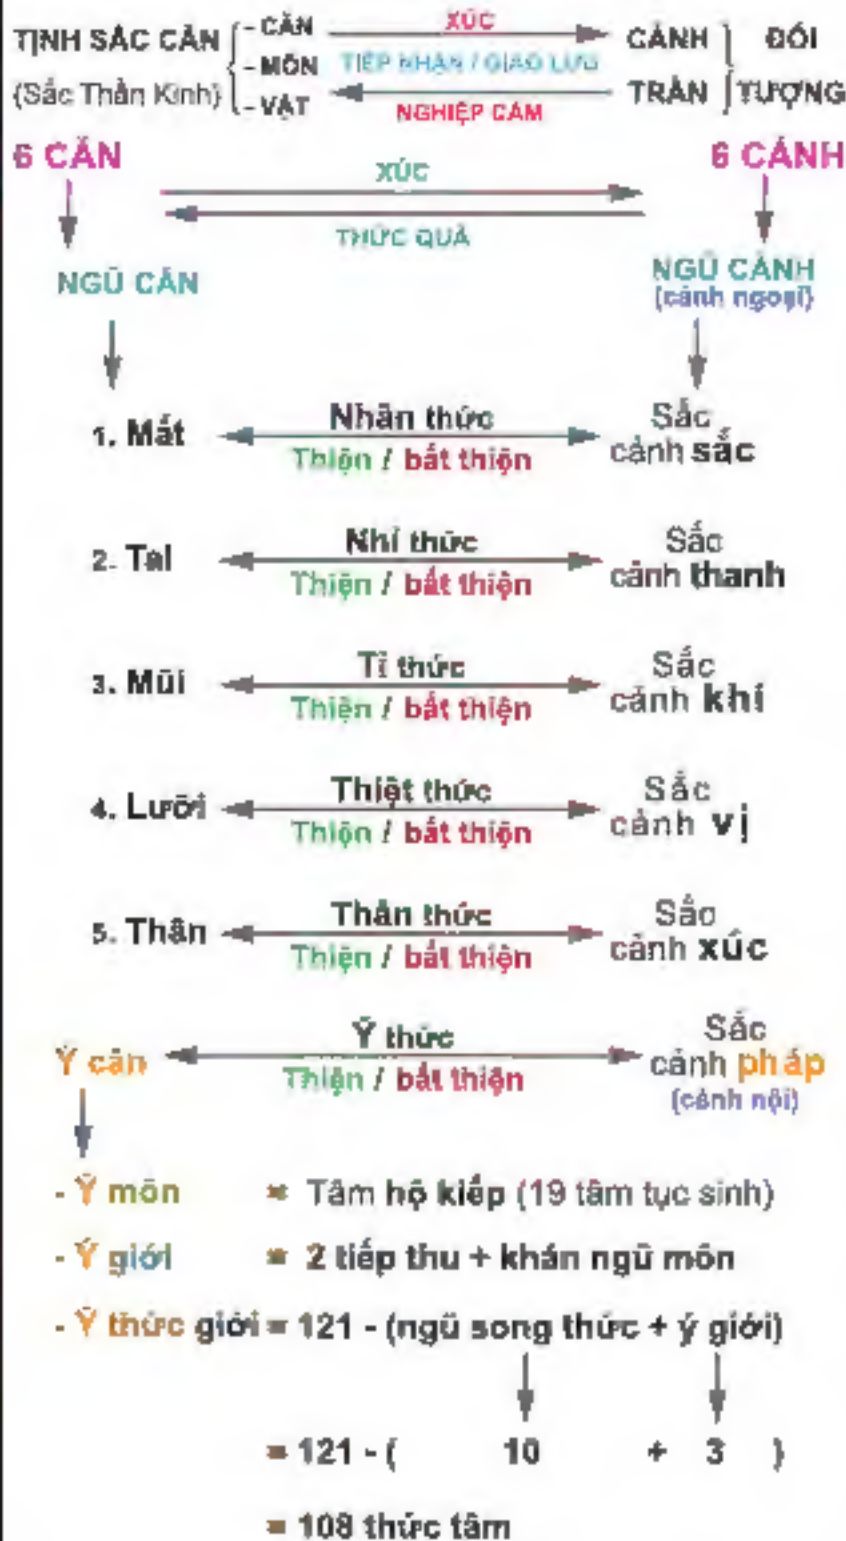 TỊNH SẮC CĂN - CĂN XÚC CẢNH ĐỐI
- MÔN TIẾP NHẬN / GIAO LƯU
(Sắc Thần Kinh) - VẬT NGHIỆP CẢM TRẦN TƯỢNG
6 CĂN XÚC 6 CẢNH
THỨC QUẢ
NGŨ CĂN NGŨ CẢNH
(cảnh ngoại)
1. Mắt Nhãn thức Sắc
Thiện / bất thiện cảnh sắc
2. Tai Nhĩ thức Sắc
Thiện / bất thiện cảnh thanh
3. Mũi Tỉ thức Sắc
Thiện / bất thiện cảnh khí
4. Lưỡi Thiệt thức Sắc
Thiện / bất thiện cảnh vị
5. Thân Thân thức Sắc
Thiện / bất thiện cảnh xúc
Ý căn Ý thức Sắc
Thiện / bất thiện cảnh pháp
(cảnh nội)
- Ý môn = Tâm hộ kiếp (19 tâm tục sinh)
- Ý giới = 2 tiếp thu + khán ngũ môn
- Ý thức giới = 121 - (ngũ song thức + ý giới)
= 121 - ( 10 + 3 )
= 108 thức tâm